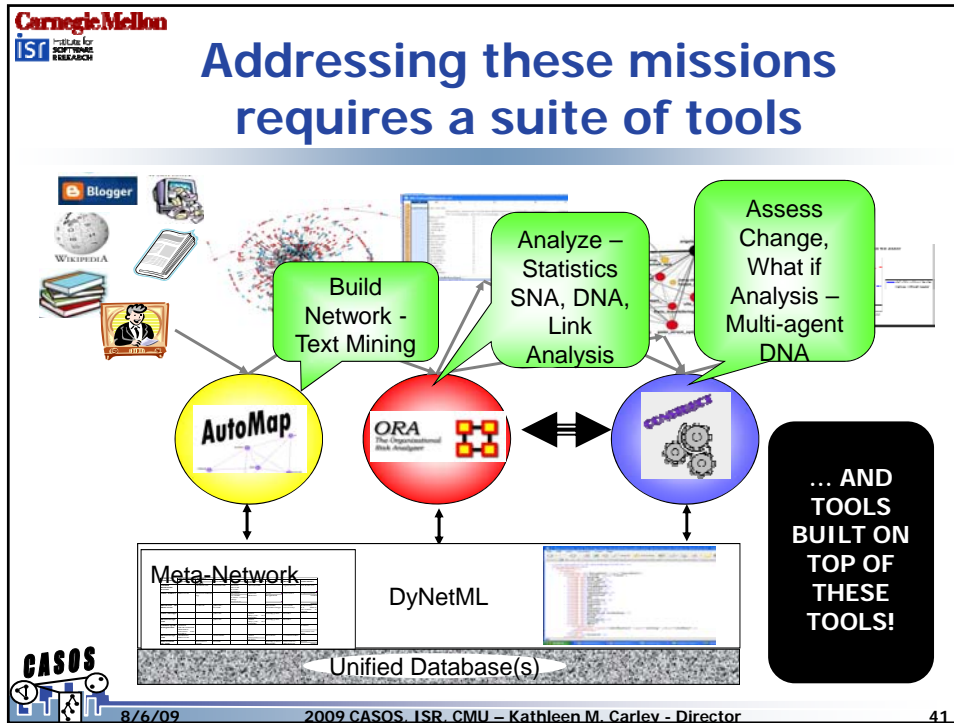 Carnegie Mellon
isr Institute for
SOFTWARE
RESEARCH
Addressing these missions
requires a suite of tools
Blogger
WIKIPEDIA
Build
Network -
Text Mining
Analyze –
Statistics
SNA, DNA,
Link
Analysis
Assess
Change,
What if
Analysis –
Multi-agent
DNA
AutoMap
ORA
The Organizational
Risk Analyzer
CONSTRUCT
... AND
TOOLS
BUILT ON
TOP OF
THESE
TOOLS!
Meta-Network
DyNetML
Unified Database(s)
CASOS
8/6/09 2009 CASOS, ISR, CMU – Kathleen M. Carley - Director 41